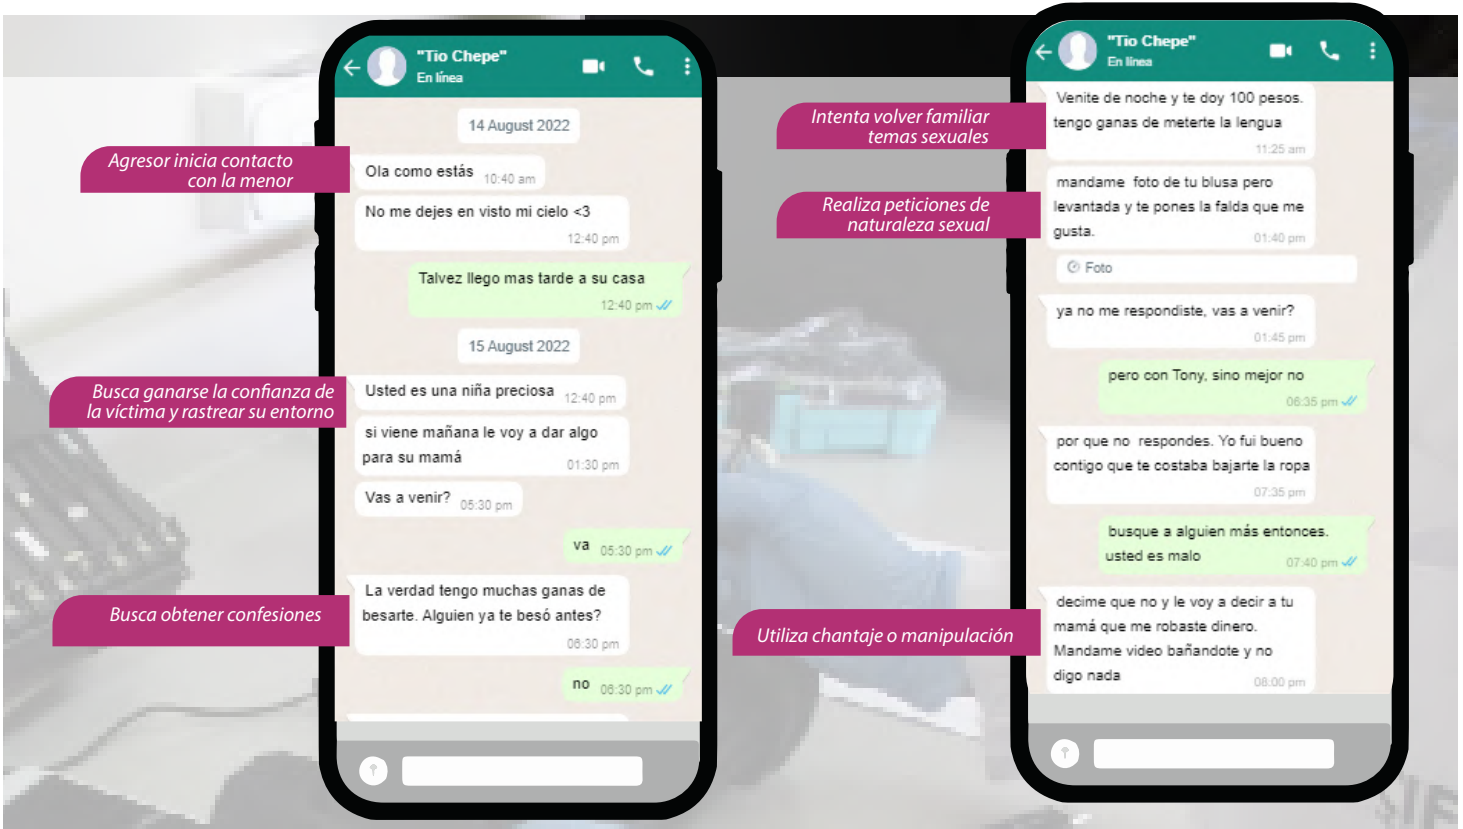 "Tio Chepe"
En línea
14 August 2022
Agresor inicia contacto
con la menor
Ola como estás 10:40 am
No me dejes en visto mi cielo <3
12:40 pm
Talvez llego mas tarde a su casa
12:40 pm
15 August 2022
Busca ganarse la confianza de
la víctima y rastrear su entorno
Usted es una niña preciosa 12:40 pm
si viene mañana le voy a dar algo
para su mamá 01:30 pm
Vas a venir? 05:30 pm
va 05:30 pm
Busca obtener confesiones
La verdad tengo muchas ganas de
besarte. Alguien ya te besó antes?
06:30 pm
no 06:30 pm
"Tio Chepe"
En línea
Intenta volver familiar
temas sexuales
Venite de noche y te doy 100 pesos.
tengo ganas de meterte la lengua
11:25 am
Realiza peticiones de
naturaleza sexual
mandame foto de tu blusa pero
levantada y te pones la falda que me
gusta. 01:40 pm
Foto
ya no me respondiste, vas a venir?
01:45 pm
pero con Tony, sino mejor no
06:35 pm
por que no respondes. Yo fui bueno
contigo que te costaba bajarte la ropa
07:35 pm
busque a alguien más entonces.
usted es malo 07:40 pm
Utiliza chantaje o manipulación
decime que no y le voy a decir a tu
mamá que me robaste dinero.
Mandame video bañandote y no
digo nada 08:00 pm